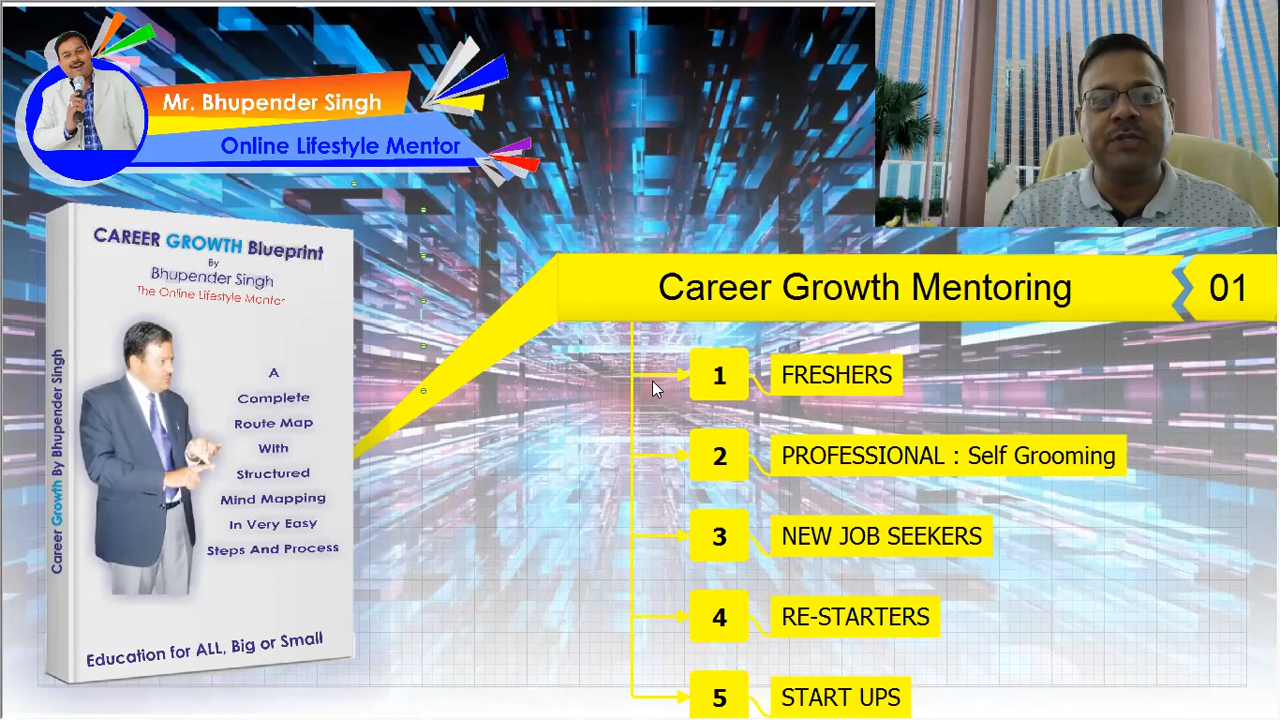 Mr. Bhupender Singh
Online Lifestyle Mentor
CAREER GROWTH Blueprint
By
Bhupender Singh
The Online Lifestyle Mentor
A
Complete
Route Map
With
Structured
Mind Mapping
In Very Easy
Steps And Process
Education for ALL, Big or Small
Career Growth By Bhupender Singh
Career Growth Mentoring 01
1 FRESHERS
2 PROFESSIONAL : Self Grooming
3 NEW JOB SEEKERS
4 RE-STARTERS
5 START UPS